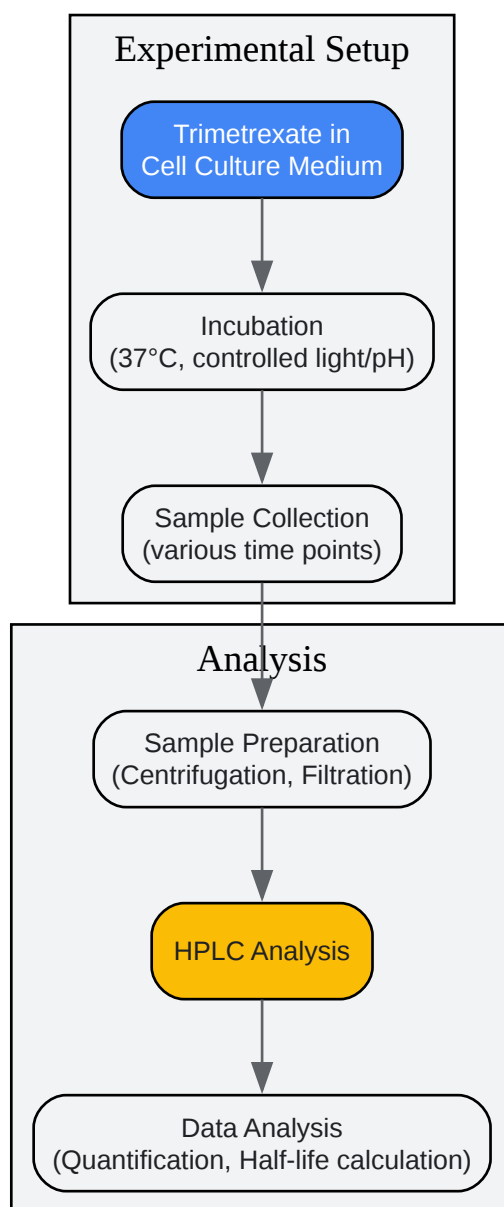 Experimental Setup
Trimetrexate in
Cell Culture Medium
Incubation
(37°C, controlled light/pH)
Sample Collection
(various time points)
Analysis
Sample Preparation
(Centrifugation, Filtration)
HPLC Analysis
Data Analysis
(Quantification, Half-life calculation)